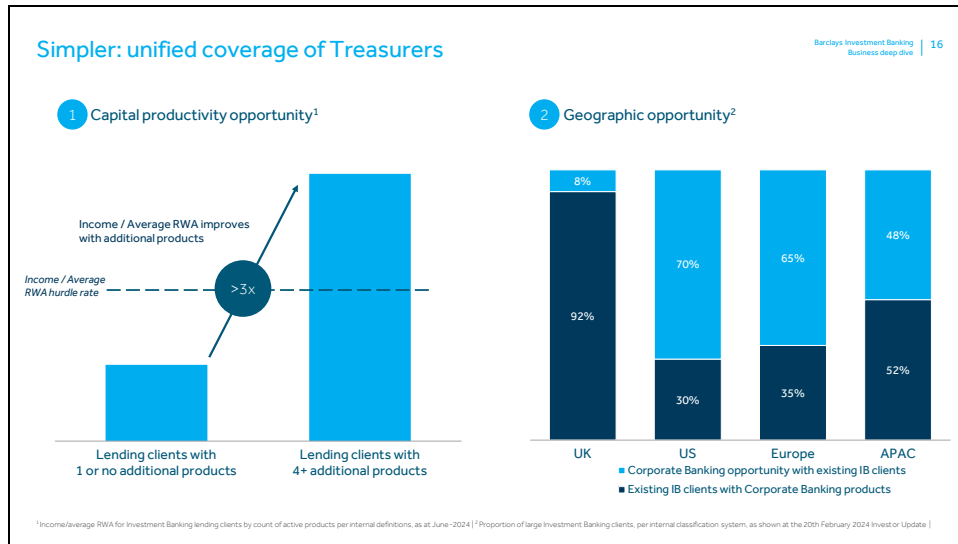 Simpler: unified coverage of Treasurers
Barclays Investment Banking
Business deep dive
16
1 Capital productivity opportunity¹
Income / Average RWA improves
with additional products
Income / Average
RWA hurdle rate
>3x
Lending clients with
1 or no additional products
Lending clients with
4+ additional products
2 Geographic opportunity²
8%
92%
70%
30%
65%
35%
48%
52%
UK
US
Europe
APAC
Corporate Banking opportunity with existing IB clients
Existing IB clients with Corporate Banking products
¹ Income/average RWA for Investment Banking lending clients by count of active products per internal definitions, as at June-2024 | ² Proportion of large Investment Banking clients, per internal classification system, as shown at the 20th February 2024 Investor Update |